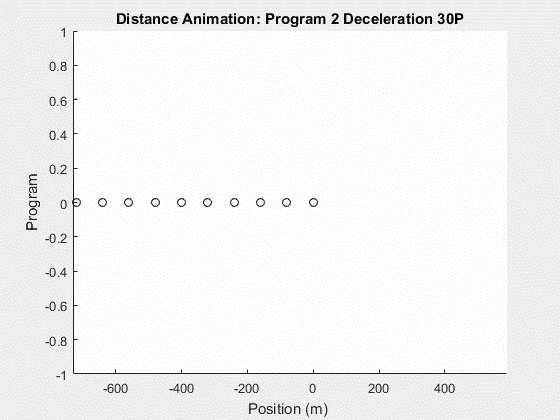 Distance Animation: Program 2 Deceleration 30P
1
0.8
0.6
0.4
0.2
0
-0.2
-0.4
-0.6
-0.8
-1
Program
-600 -400 -200 0 200 400
Position (m)